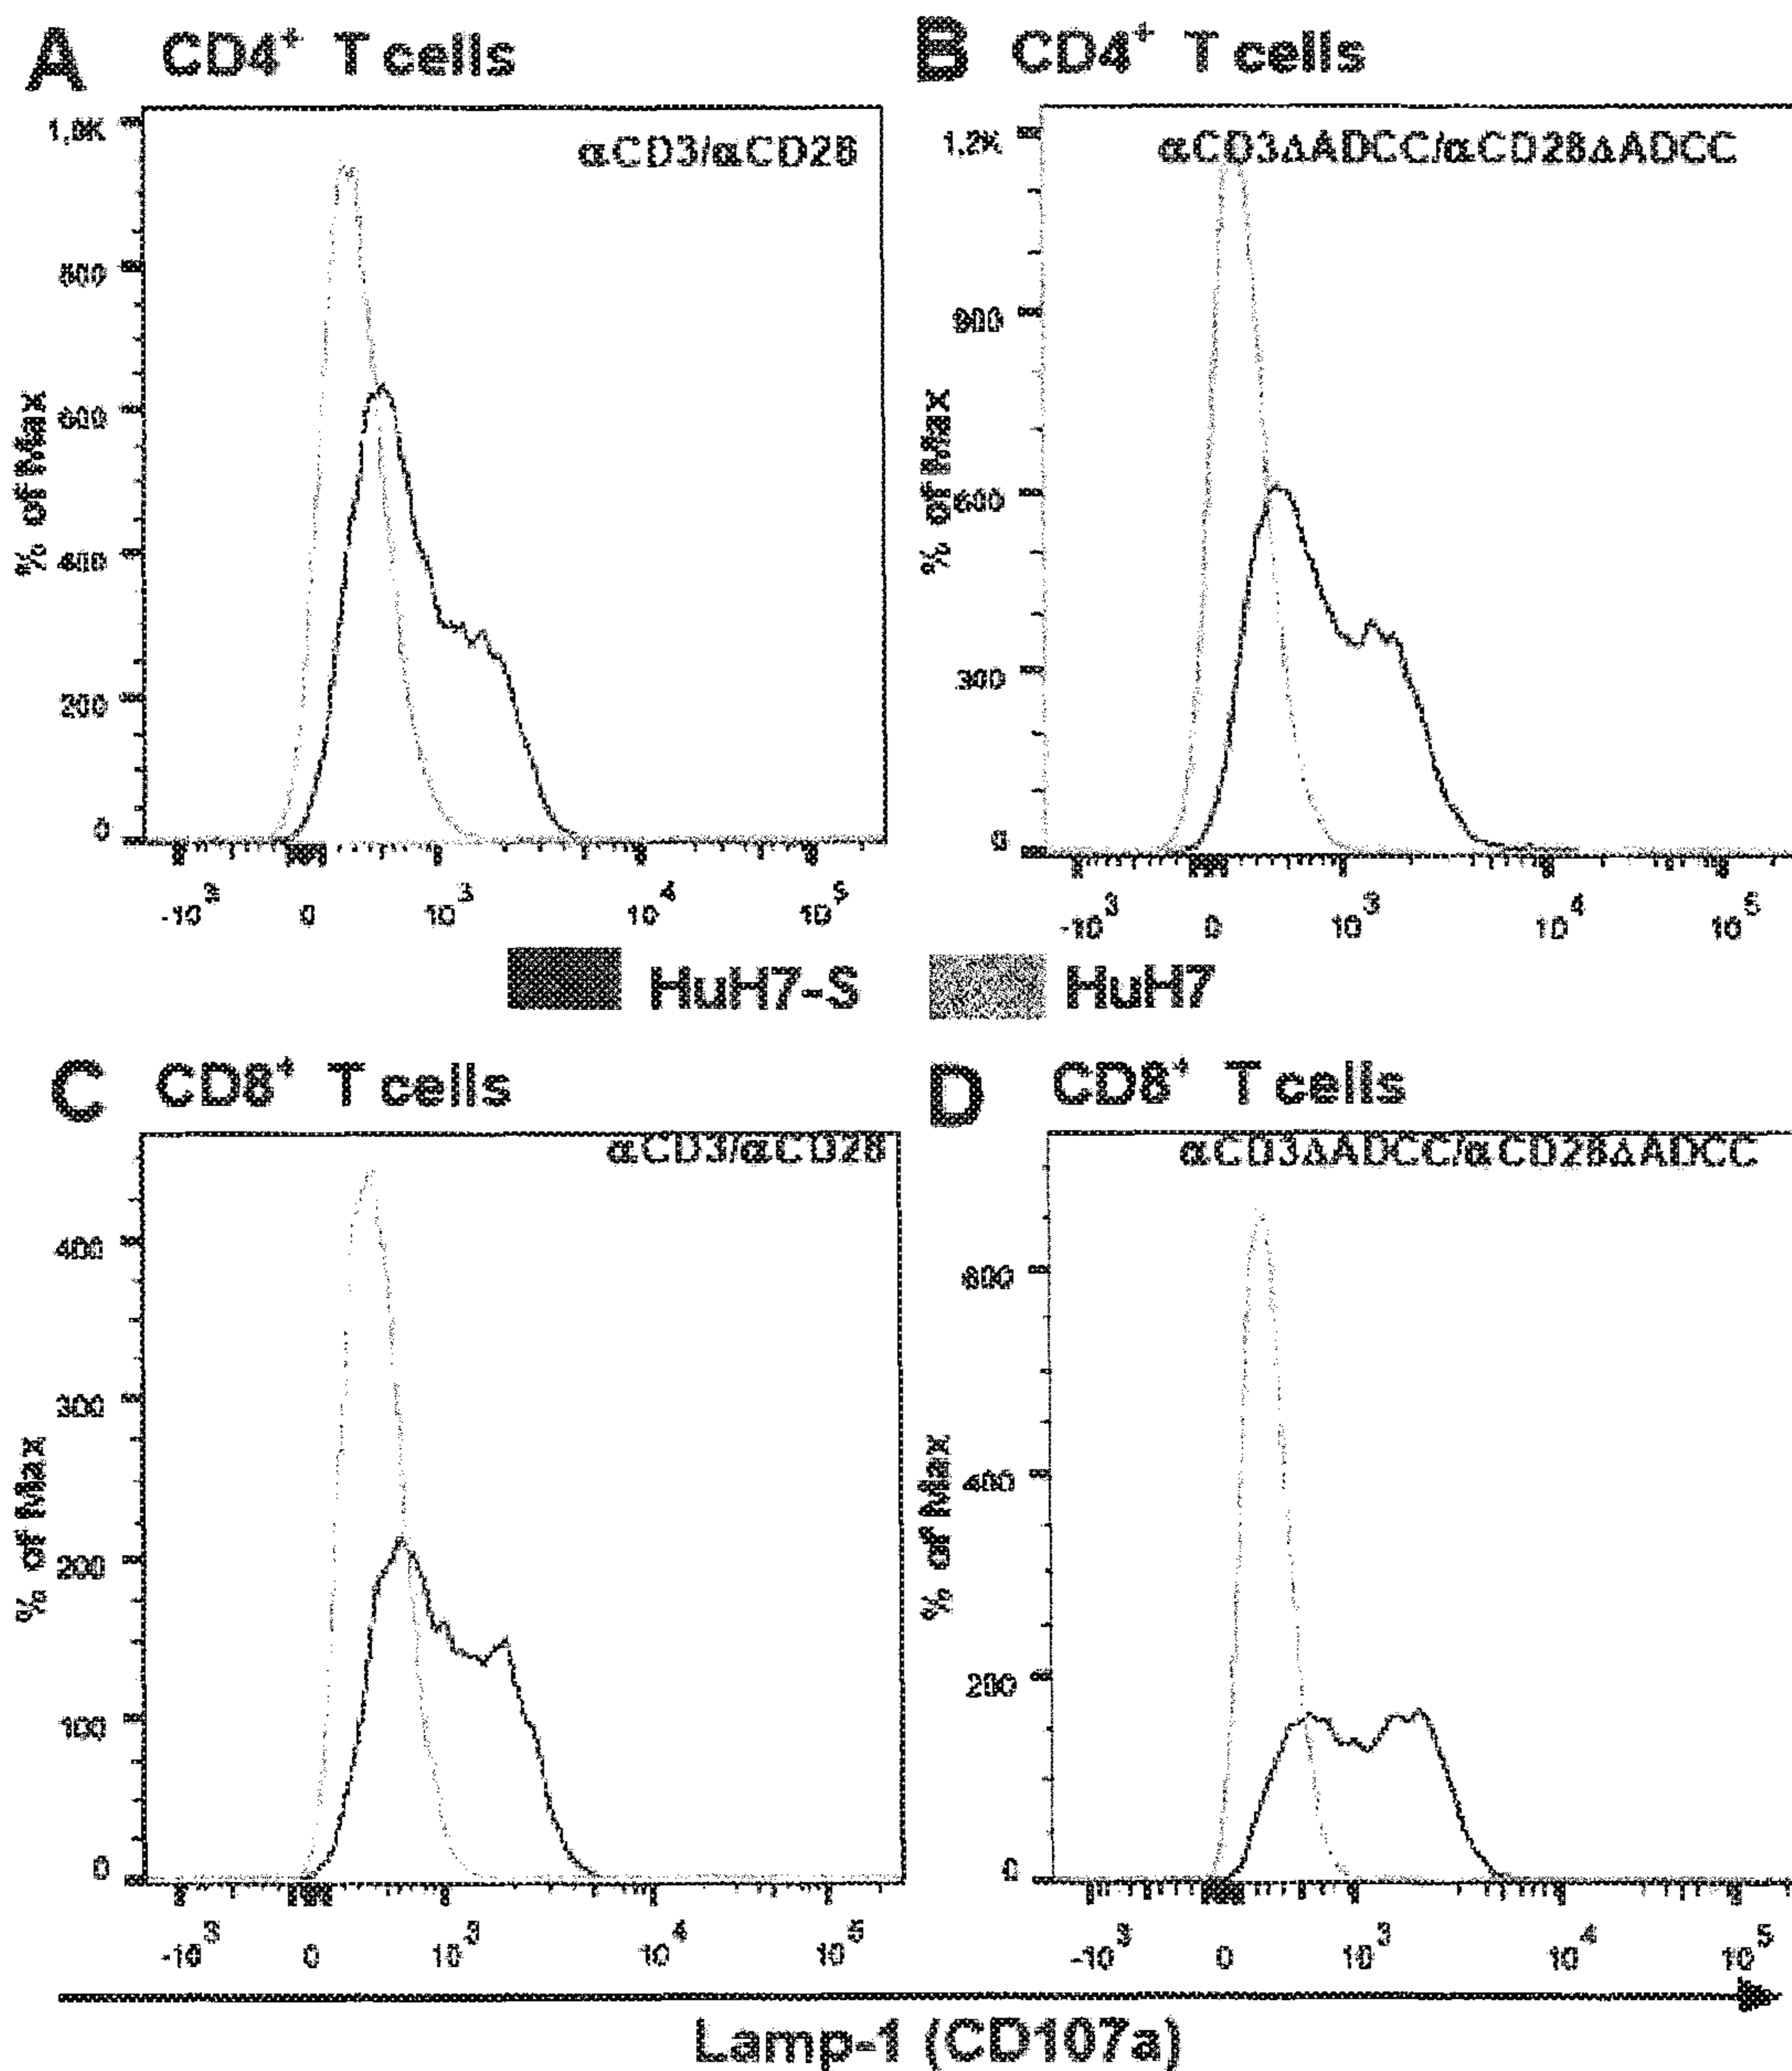 A CD4⁺ T cells
αCD3/αCD28
1,0K
800
600
400
200
0
% of Max
-10³ 0 10³ 10⁴ 10⁵
B CD4⁺ T cells
αCD3ΔADCC/αCD28ΔADCC
1,2K
900
600
300
0
% of Max
-10³ 0 10³ 10⁴ 10⁵
HuH7-S HuH7
C CD8⁺ T cells
αCD3/αCD28
400
300
200
100
0
% of Max
-10³ 0 10³ 10⁴ 10⁵
D CD8⁺ T cells
αCD3ΔADCC/αCD28ΔADCC
600
400
200
0
% of Max
-10³ 0 10³ 10⁴ 10⁵
Lamp-1 (CD107a)